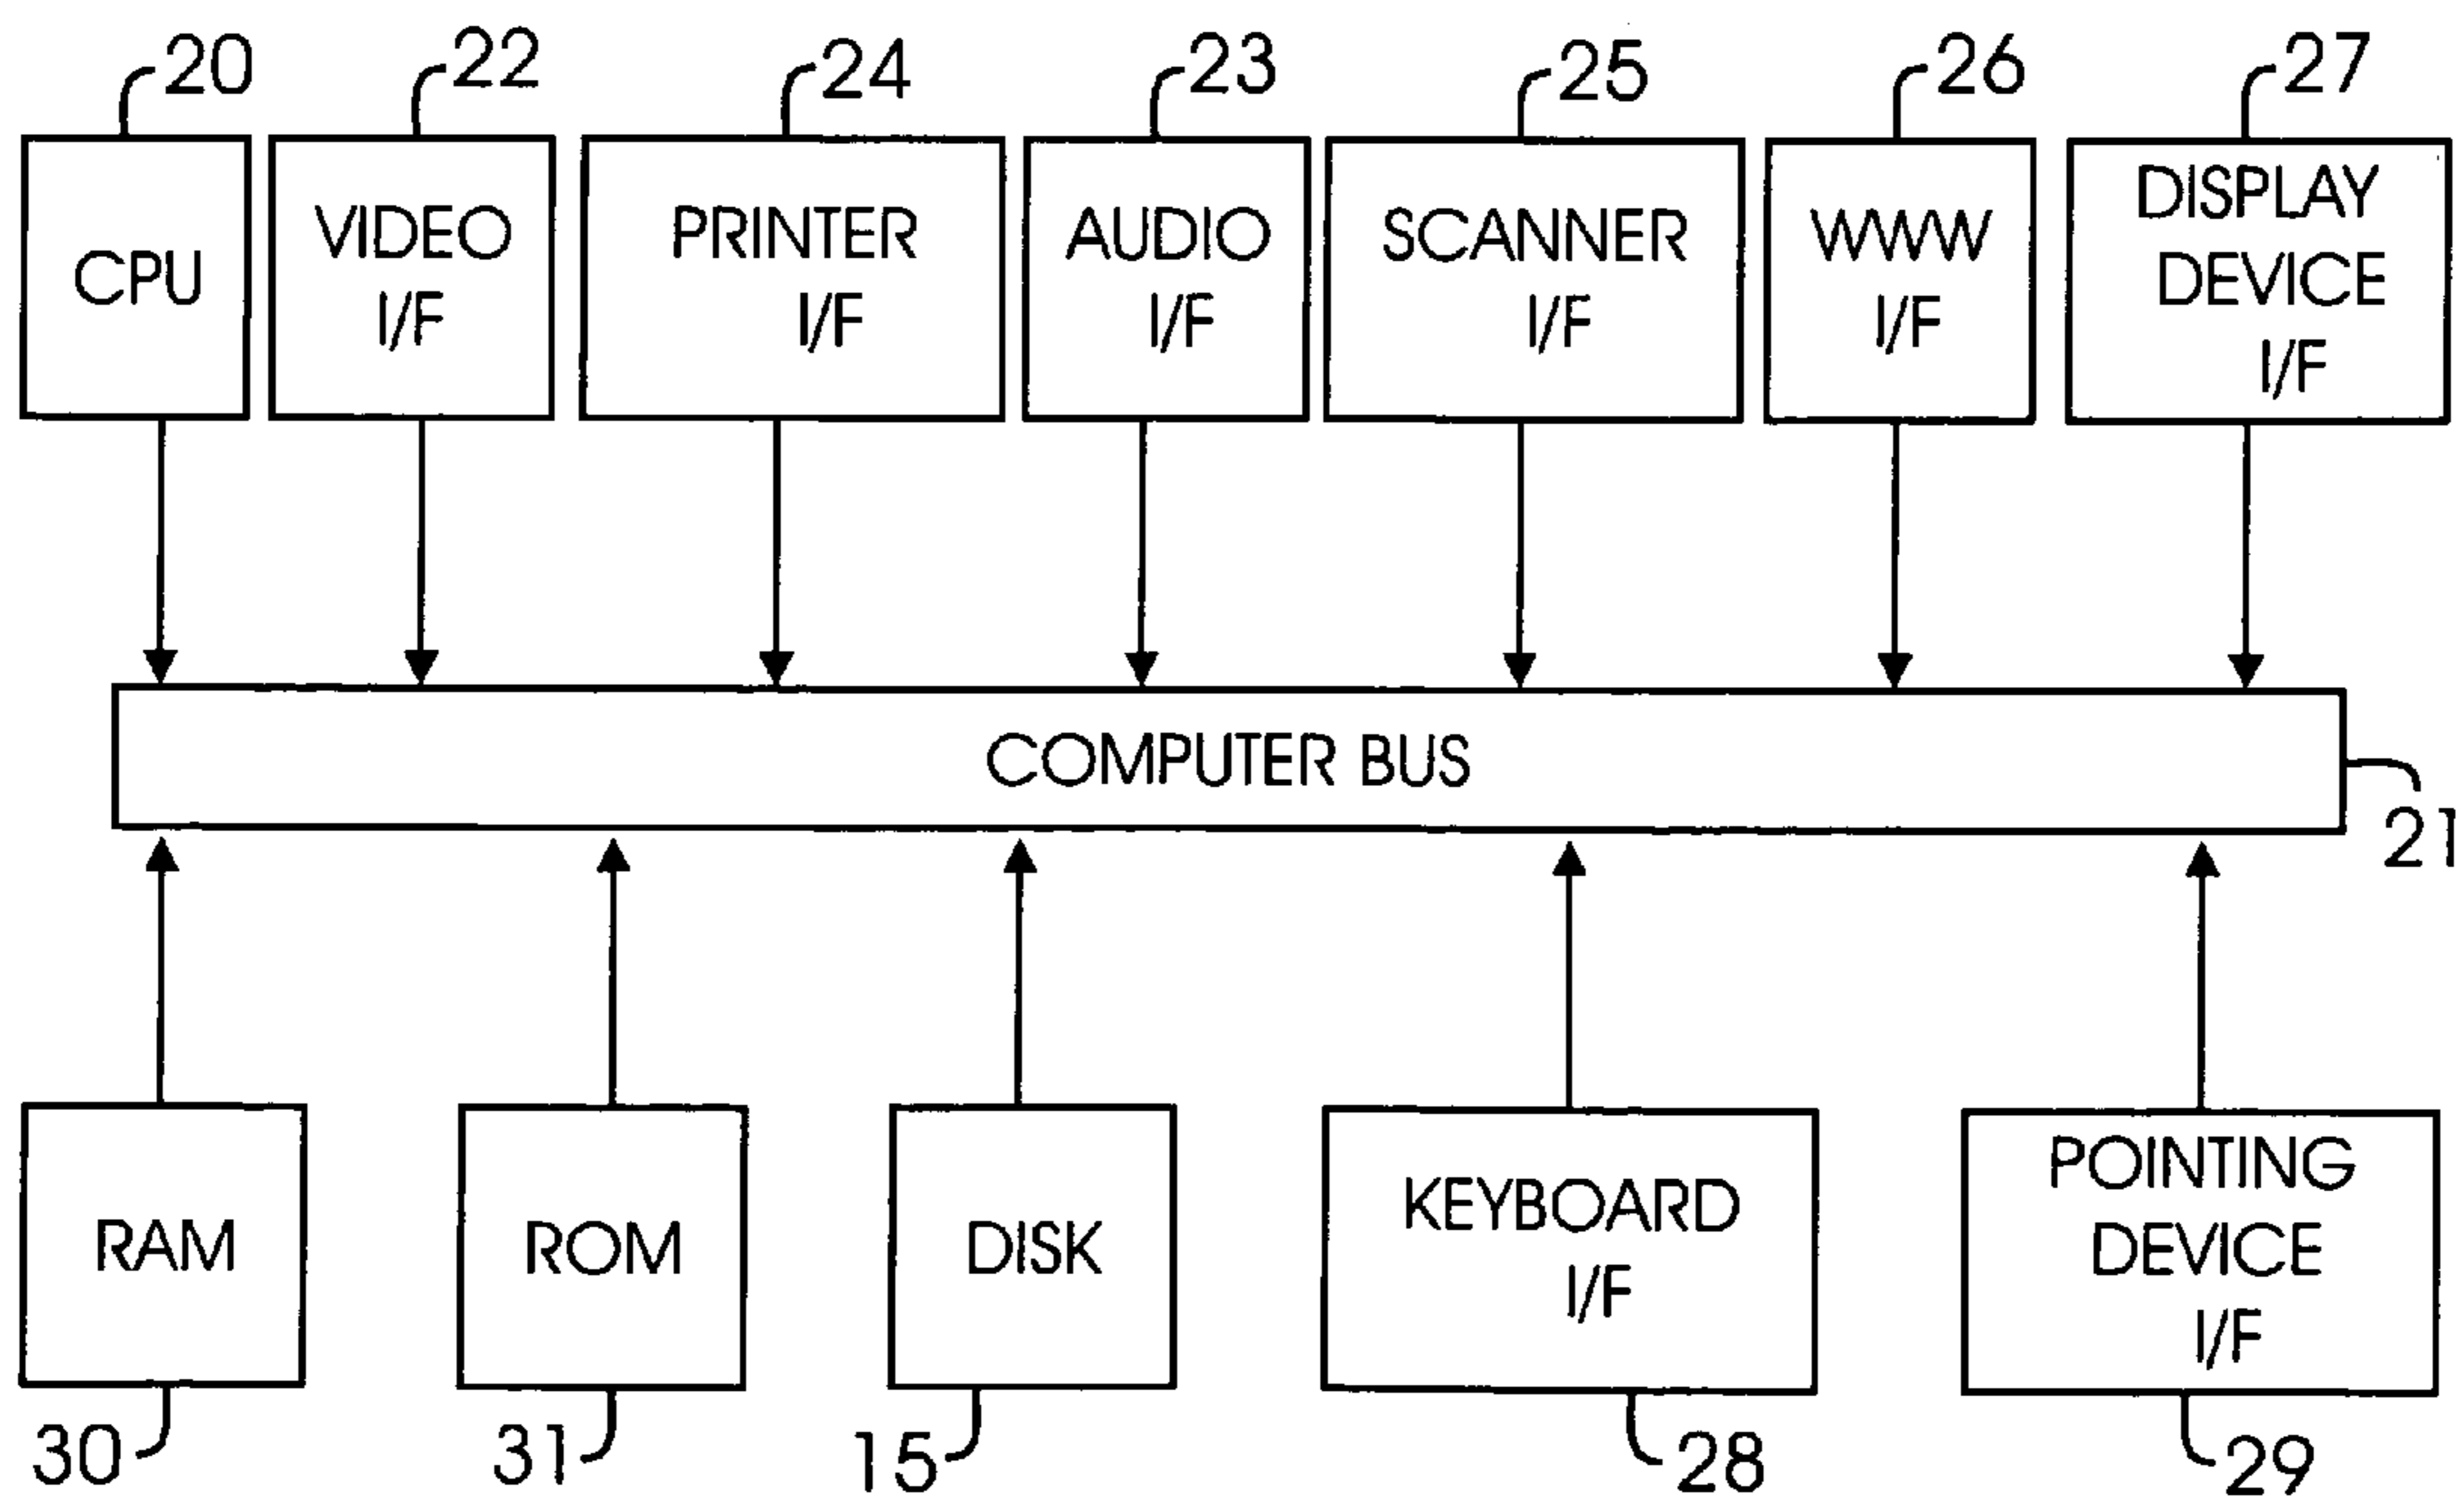 20
22
24
23
25
26
27
CPU
VIDEO
I/F
PRINTER
I/F
AUDIO
I/F
SCANNER
I/F
WWW
I/F
DISPLAY
DEVICE
I/F
COMPUTER BUS
21
RAM
ROM
DISK
KEYBOARD
I/F
POINTING
DEVICE
I/F
30
31
15
28
29